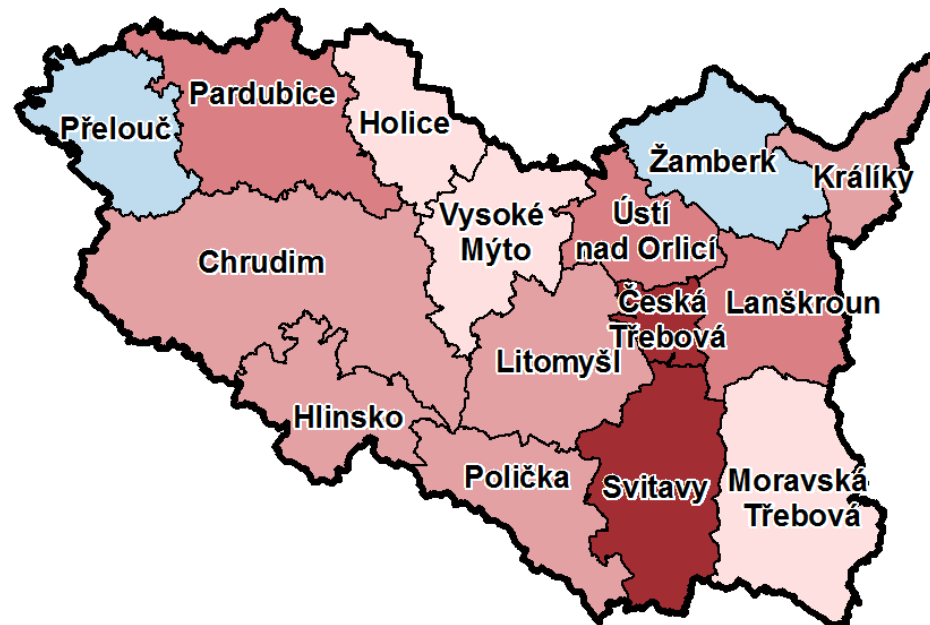 Pardubice
Holice
Přelouč
Žamberk
Králíky
Vysoké
Mýto
Ústí
nad Orlicí
Chrudim
Česká
Třebová
Lanškroun
Litomyšl
Hlinsko
Polička
Svitavy
Moravská
Třebová